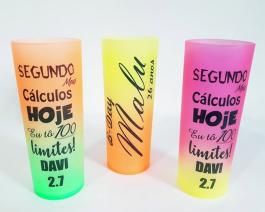 SEGUNDO
Meus
Cálculos
HOJE
Eu tô 100
limites!
DAVI
2.7
B-Day
Malu
26 anos
SEGUNDO
Meus
Cálculos
HOJE
Eu tô 100
limites!
DAVI
2.7